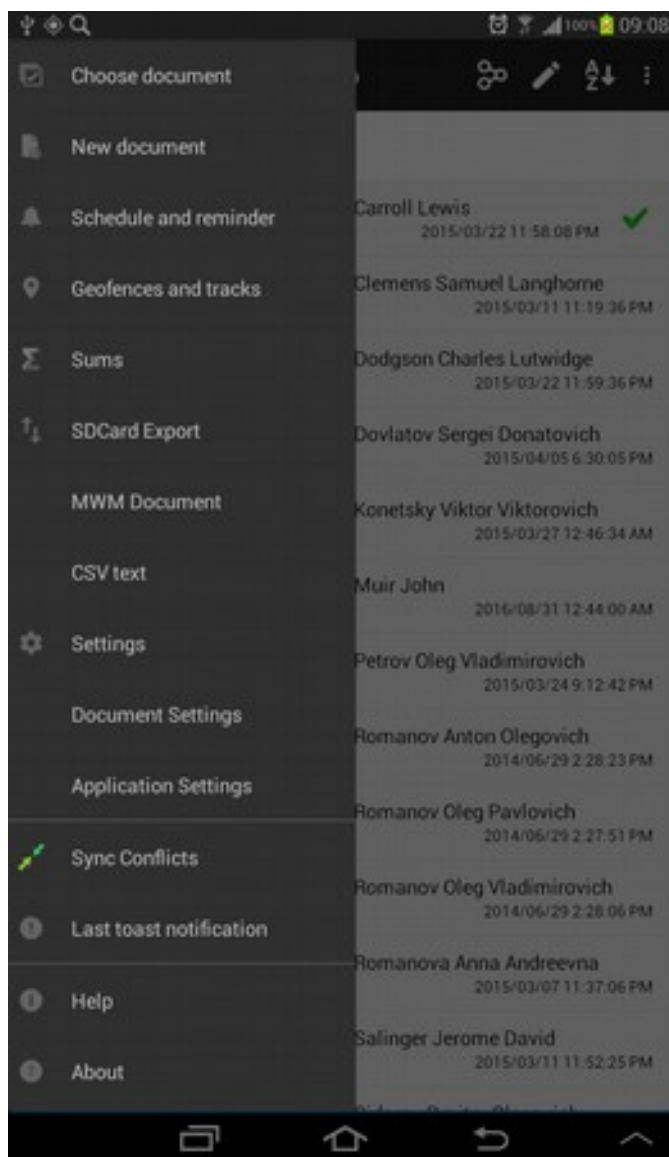 100% 09:08
Choose document
New document
Schedule and reminder
Geofences and tracks
Sums
SDCard Export
MWM Document
CSV text
Settings
Document Settings
Application Settings
Sync Conflicts
Last toast notification
Help
About
A
Z
Carroll Lewis
2015/03/22 11:58:08 PM
Clemens Samuel Langhorne
2015/03/11 11:19:36 PM
Dodgson Charles Lutwidge
2015/03/22 11:59:36 PM
Dovlatov Sergei Donatovich
2015/04/05 6:30:05 PM
Konetsky Viktor Viktorovich
2015/03/27 12:46:34 AM
Muir John
2016/08/31 12:44:00 AM
Petrov Oleg Vladimirovich
2015/03/24 9:12:42 PM
Romanov Anton Olegovich
2014/06/29 2:28:23 PM
Romanov Oleg Pavlovich
2014/06/29 2:27:51 PM
Romanov Oleg Vladimirovich
2014/06/29 2:28:06 PM
Romanova Anna Andreevna
2015/03/07 11:37:06 PM
Salinger Jerome David
2015/03/11 11:52:25 PM